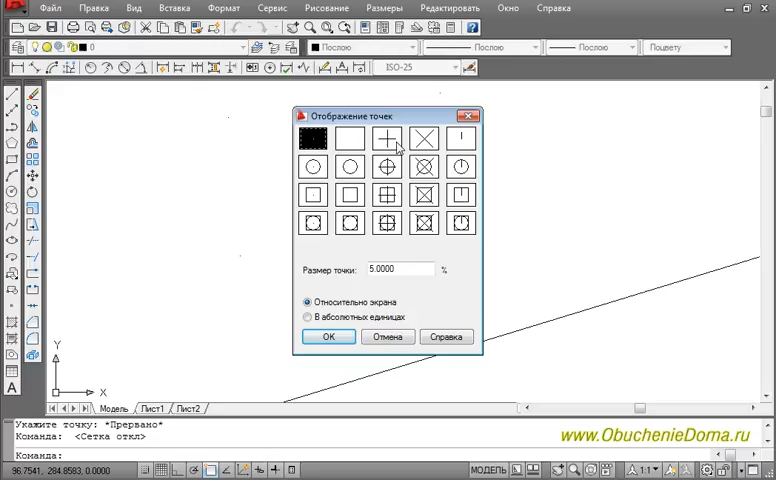 Файл Правка Вид Вставка Формат Сервис Рисование Размеры Редактировать Окно Справка
0 Послою Послою Послою Поцвету
ISO-25
Отображение точек
Размер точки: 5.0000 %
Относительно экрана
В абсолютных единицах
OK Отмена Справка
Y
X
A
Модель Лист1 Лист2
Укажите точку: *Прервано*
Команда: <Сетка откл>
Команда:
www.ObuchenieDoma.ru
96.7541, 284.8583, 0.0000 МОДЕЛЬ 1:1